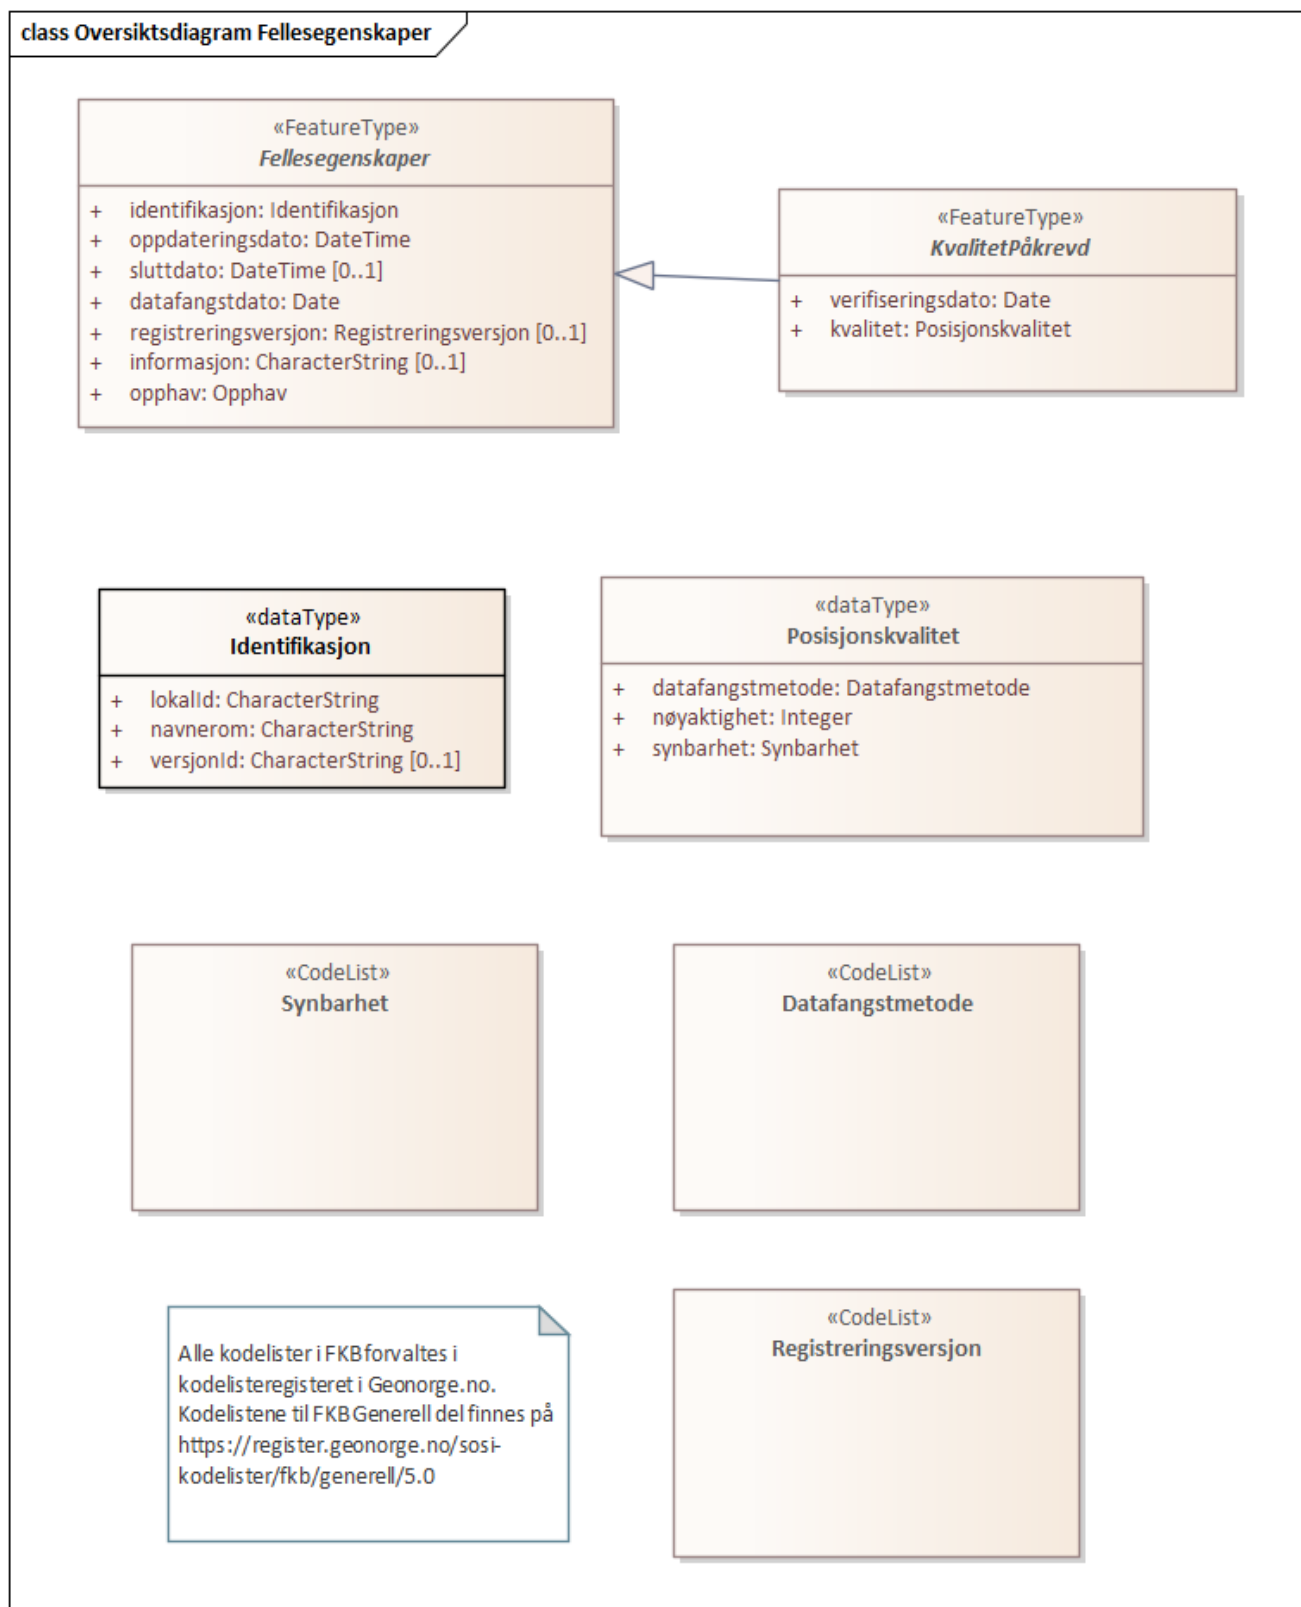 class Oversiktsdiagram Fellesegenskaper
«FeatureType»
Fellesegenskaper
+ identifikasjon: Identifikasjon
+ oppdateringsdato: DateTime
+ sluttdato: DateTime [0..1]
+ datafangstdato: Date
+ registreringsversjon: Registreringsversjon [0..1]
+ informasjon: CharacterString [0..1]
+ opphav: Opphav
«FeatureType»
KvalitetPåkrevd
+ verifiseringsdato: Date
+ kvalitet: Posisjonskvalitet
«dataType»
Identifikasjon
+ lokalId: CharacterString
+ navnerom: CharacterString
+ versjonId: CharacterString [0..1]
«dataType»
Posisjonskvalitet
+ datafangstmetode: Datafangstmetode
+ nøyaktighet: Integer
+ synbarhet: Synbarhet
«CodeList»
Synbarhet
«CodeList»
Datafangstmetode
Alle kodelister i FKB forvaltes i
kodelisteregisteret i Geonorge.no.
Kodelistene til FKB Generell del finnes på
https://register.geonorge.no/sosi-
kodelister/fkb/generell/5.0
«CodeList»
Registreringsversjon